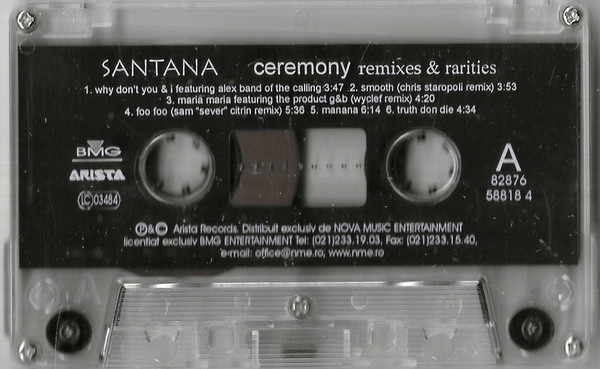 SANTANA ceremony remixes & rarities
1. why don't you & i featuring alex band of the calling 3:47 2. smooth (chris staropoli remix) 3:53
3. maria maria featuring the product g&b (wyclef remix) 4:20
4. foo foo (sam "sever" citrin remix) 5:36 5. manana 6:14 6. truth don die 4:34
BMG
ARISTA
LC 03484
A
82876
58818 4
℗&© Arista Records. Distribuit exclusiv de NOVA MUSIC ENTERTAINMENT
licential exclusiv BMG ENTERTAINMENT Tel: (021)233.19.03, Fax: (021)233.15.40,
e-mail: office@nme.ro, www.nme.ro